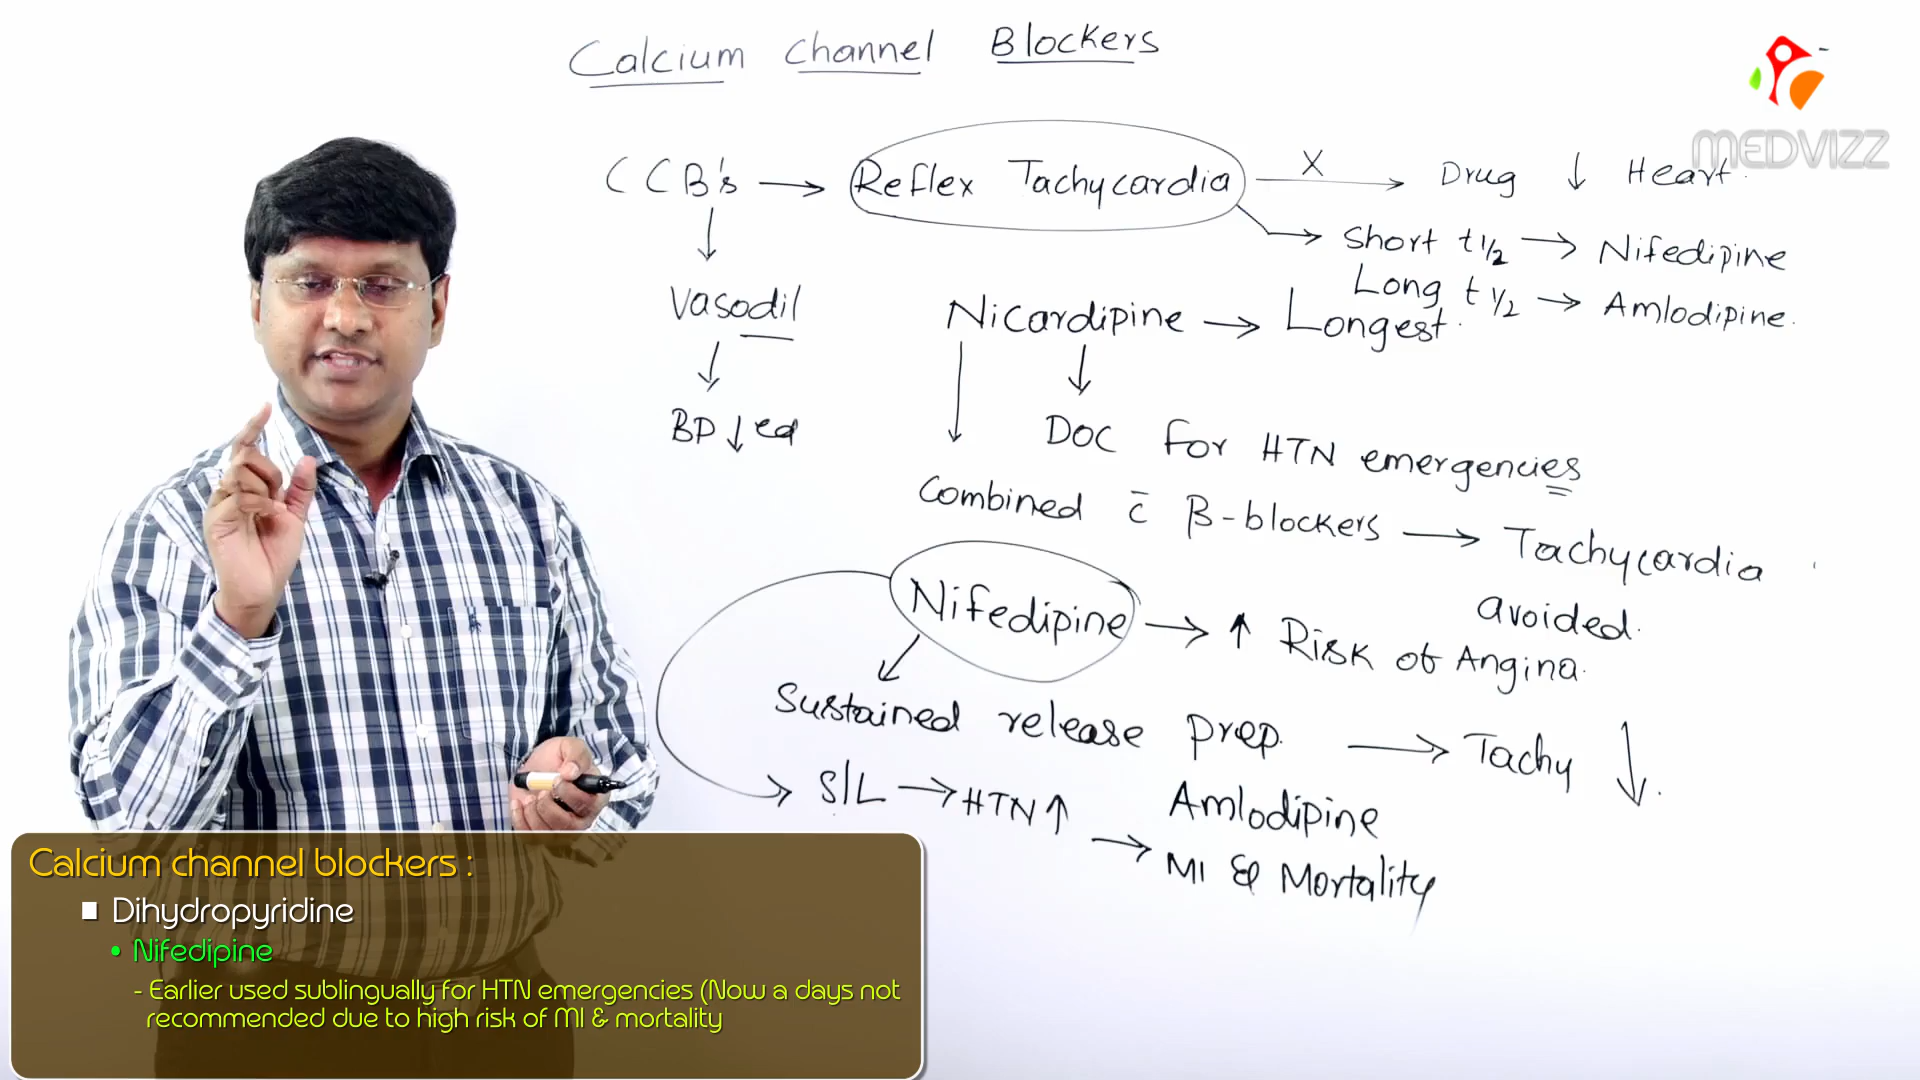 Calcium Channel Blockers
MEDVIZZ
CCB's → Reflex Tachycardia X → Drug ↓ Heart
→ Short t 1/2 → Nifedipine
Long t 1/2 → Amlodipine.
↓
Vasodil
↓
BP ↓ ed
Nicardipine → Longest.
↓ DOC For HTN emergencies
Combined c̄ β-blockers → Tachycardia
avoided.
Nifedipine → ↑ Risk of Angina.
Sustained release prep. → Tachy ↓.
→ S/L → HTN ↑
Amlodipine
→ MI & Mortality
Calcium channel blockers :
■ Dihydropyridine
• Nifedipine
- Earlier used sublingually for HTN emergencies (Now a days not
recommended due to high risk of MI & mortality